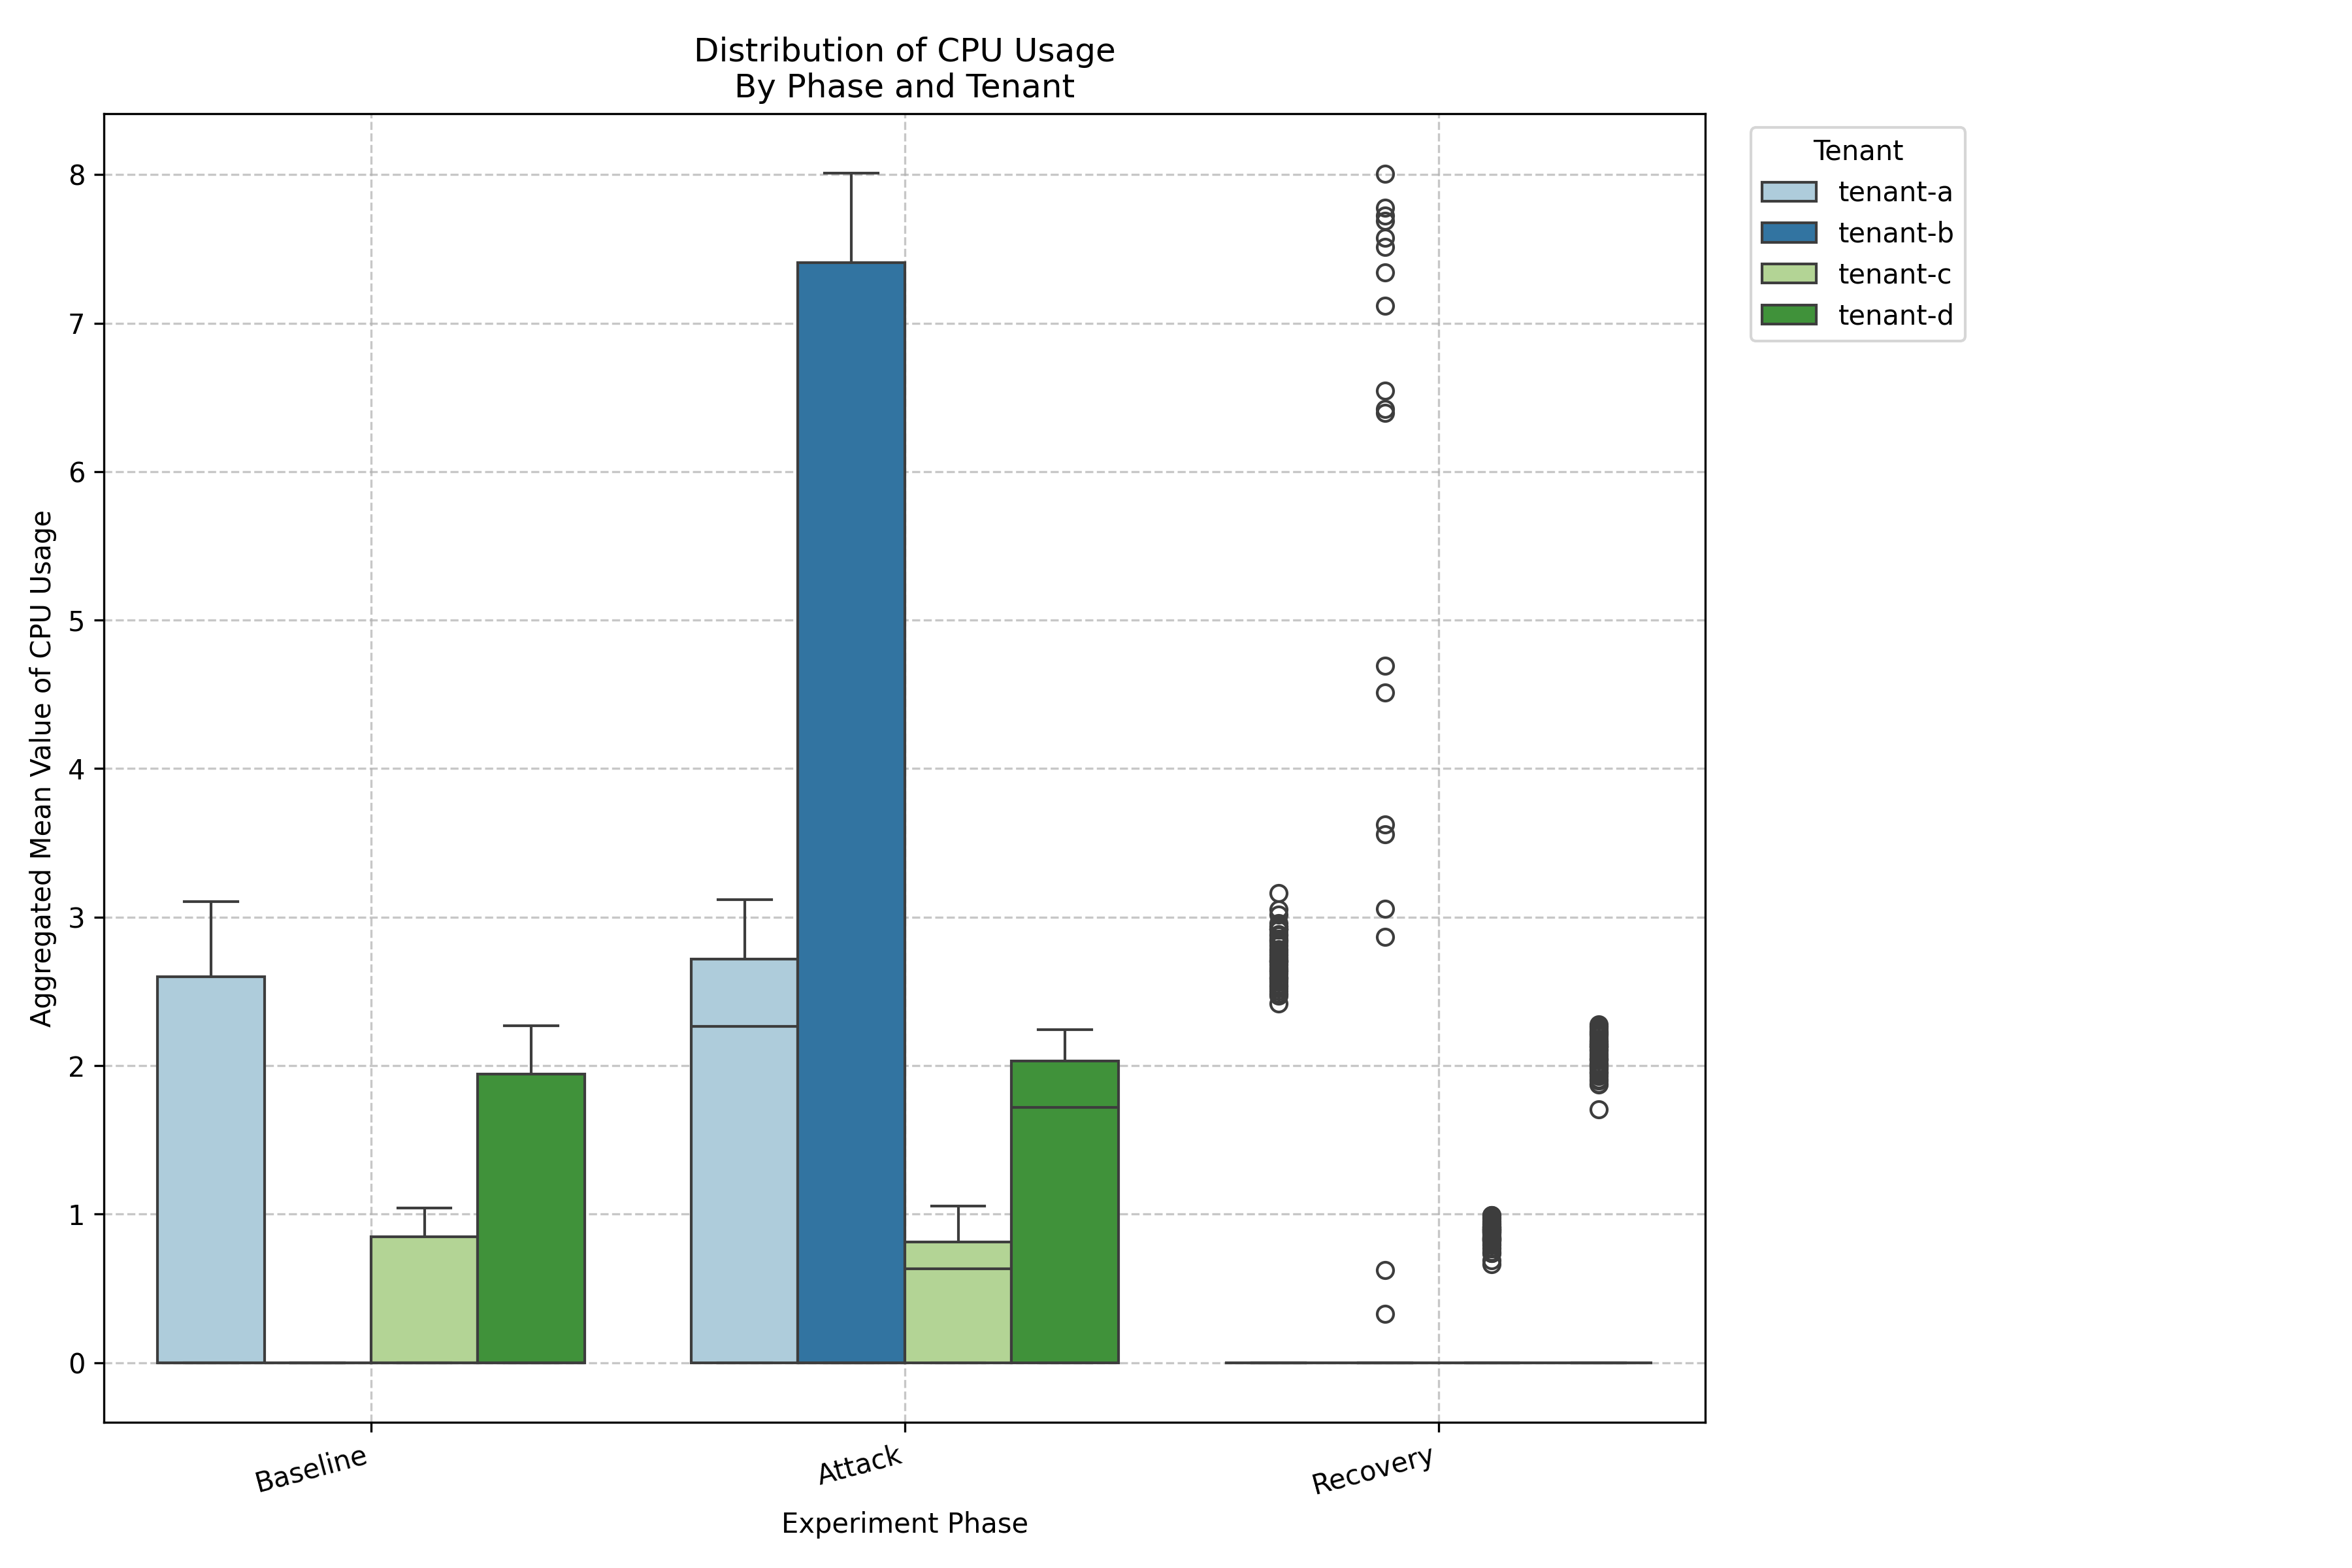 Distribution of CPU Usage
By Phase and Tenant
Aggregated Mean Value of CPU Usage
8
7
6
5
4
3
2
1
0
Baseline
Attack
Recovery
Experiment Phase
Tenant
tenant-a
tenant-b
tenant-c
tenant-d